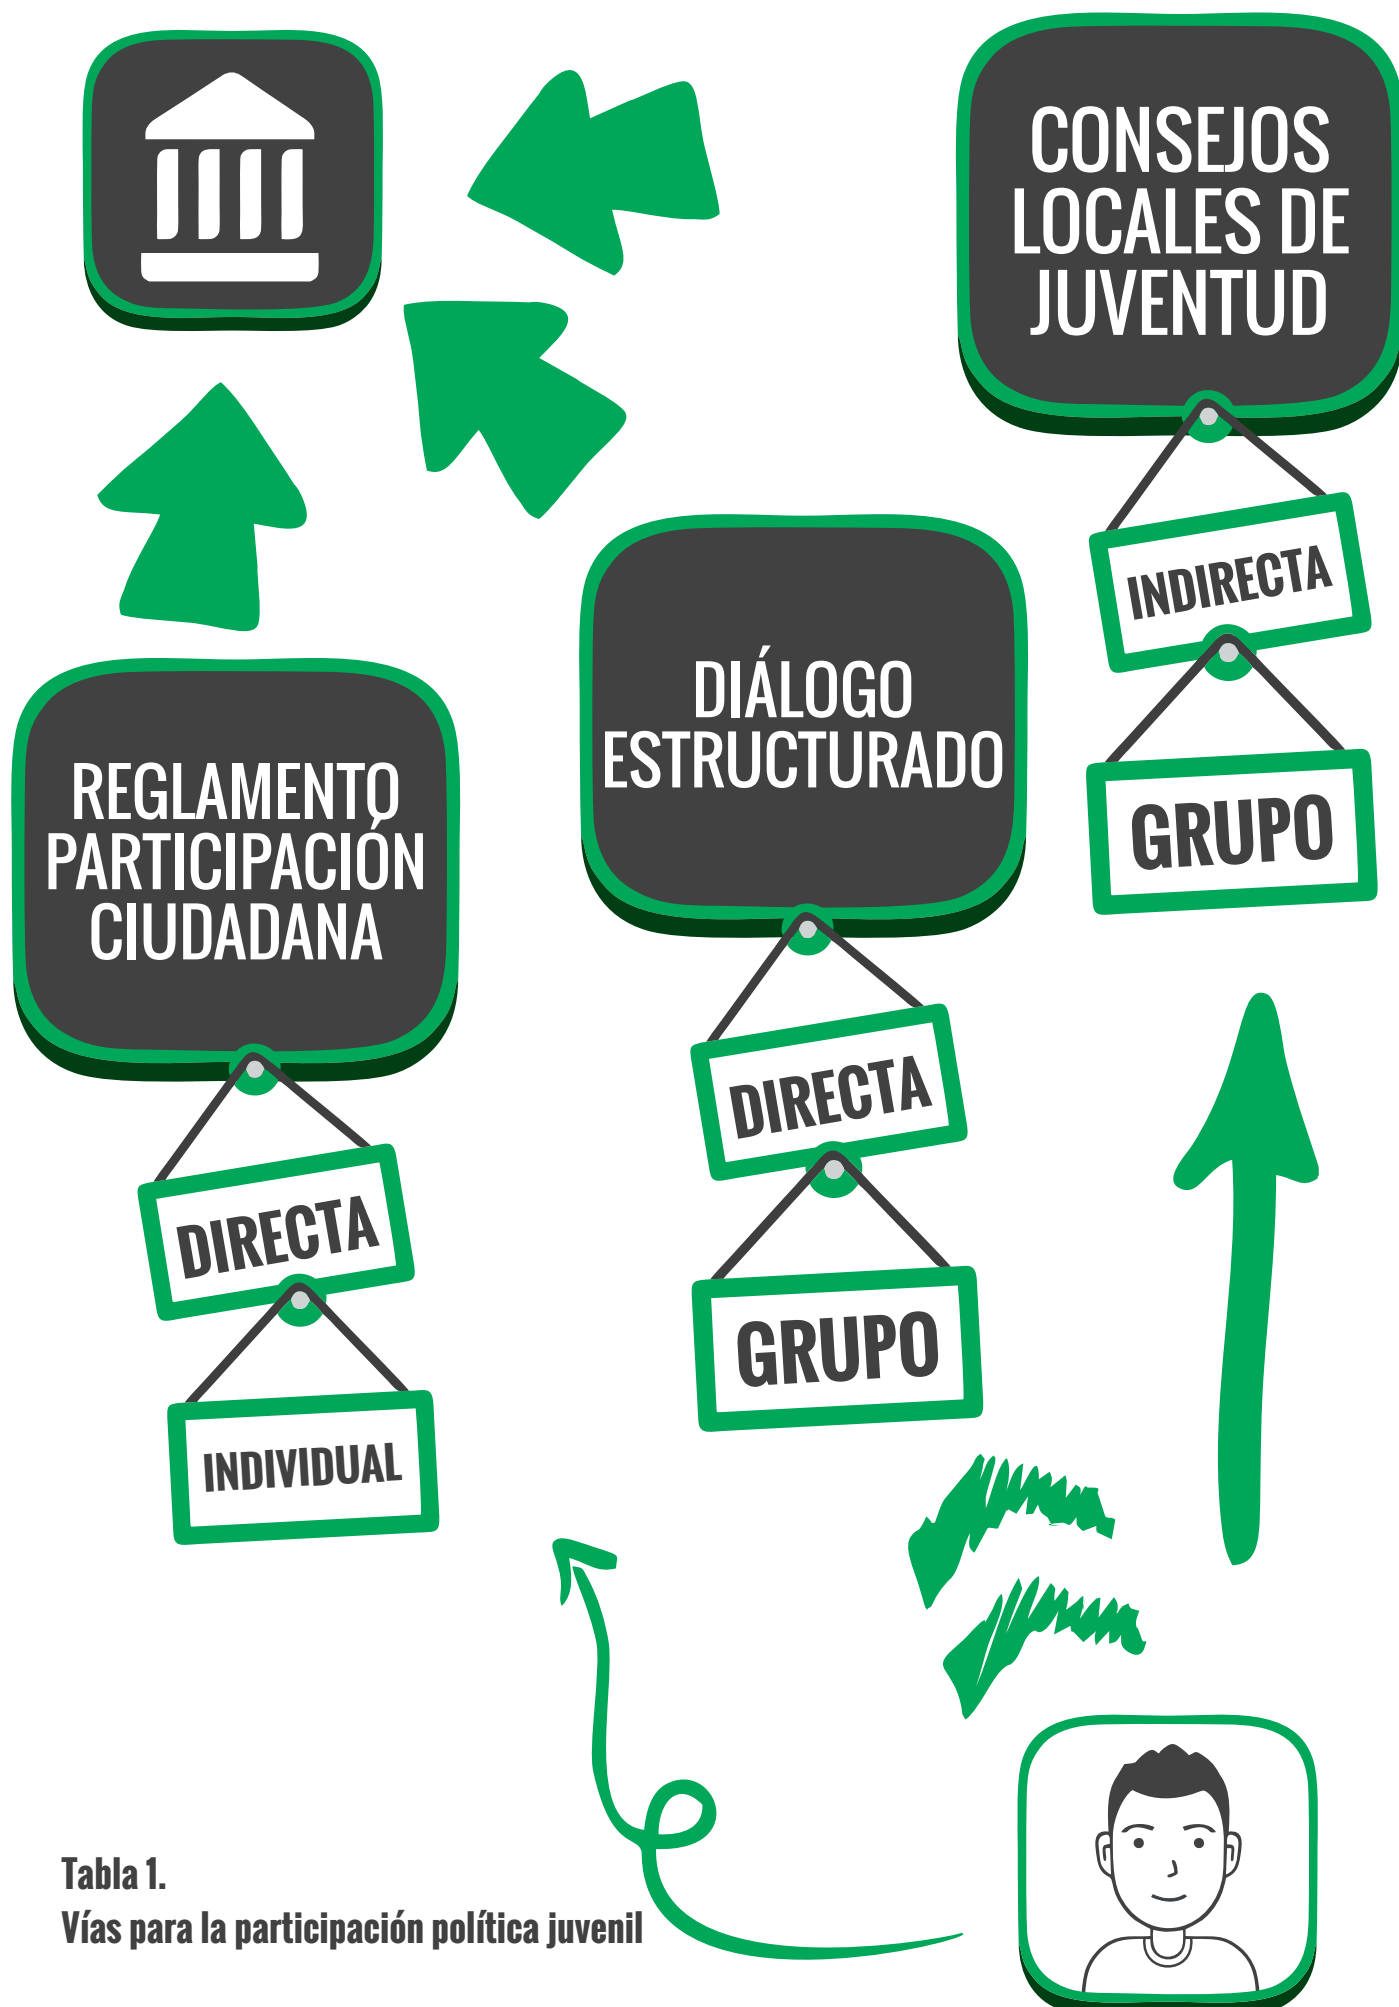 CONSEJOS
LOCALES DE
JUVENTUD
INDIRECTA
GRUPO
DIÁLOGO
ESTRUCTURADO
DIRECTA
GRUPO
REGLAMENTO
PARTICIPACIÓN
CIUDADANA
DIRECTA
INDIVIDUAL
Tabla 1.
Vías para la participación política juvenil